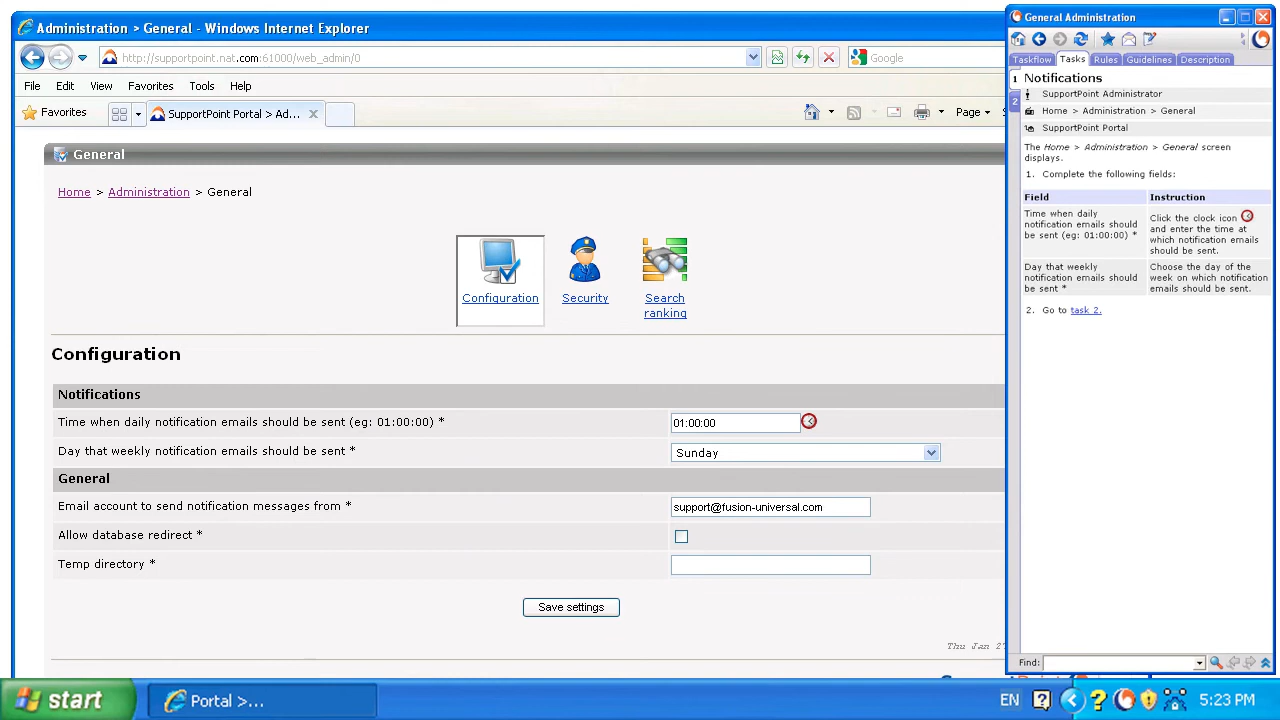 Administration > General - Windows Internet Explorer
http://supportpoint.nat.com:61000/web_admin/0
Google
File Edit View Favorites Tools Help
Favorites
SupportPoint Portal > Ad...
Page
General
Home > Administration > General
Configuration
Security
Search
ranking
Configuration
Notifications
Time when daily notification emails should be sent (eg: 01:00:00) *
01:00:00
Day that weekly notification emails should be sent *
Sunday
General
Email account to send notification messages from *
support@fusion-universal.com
Allow database redirect *
Temp directory *
Save settings
Thu Jan 27
General Administration
Taskflow Tasks Rules Guidelines Description
1
2
Notifications
SupportPoint Administrator
Home > Administration > General
SupportPoint Portal
The Home > Administration > General screen
displays.
1. Complete the following fields:
Field Instruction
Time when daily
notification emails should
be sent (eg: 01:00:00) *
Click the clock icon
and enter the time at
which notification emails
should be sent.
Day that weekly
notification emails should
be sent *
Choose the day of the
week on which notification
emails should be sent.
2. Go to task 2.
Find:
start
Portal >...
EN
5:23 PM